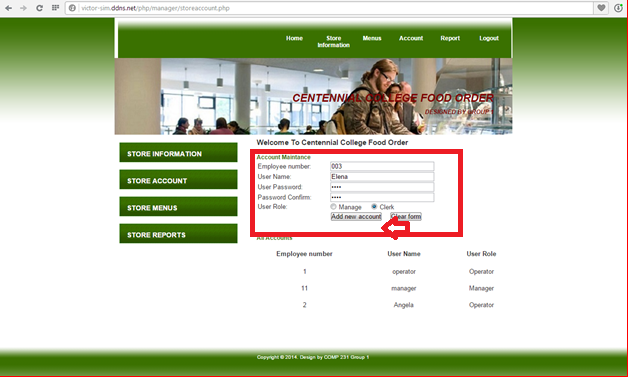 victor-sim.ddns.net/php/manager/storeaccount.php
Home Store Information Menus Account Report Logout
CENTENNIAL COLLEGE FOOD ORDER
DESIGNED BY GROUP 1
STORE INFORMATION
STORE ACCOUNT
STORE MENUS
STORE REPORTS
Welcome To Centennial College Food Order
Account Maintance
Employee number: 003
User Name: Elena
User Password: ••••
Password Confirm: ••••
User Role: Manage Clerk
Add new account Clear form
All Accounts
Employee number User Name User Role
1 operator Operator
11 manager Manager
2 Angela Operator
Copyright © 2014. Design by COMP 231 Group 1